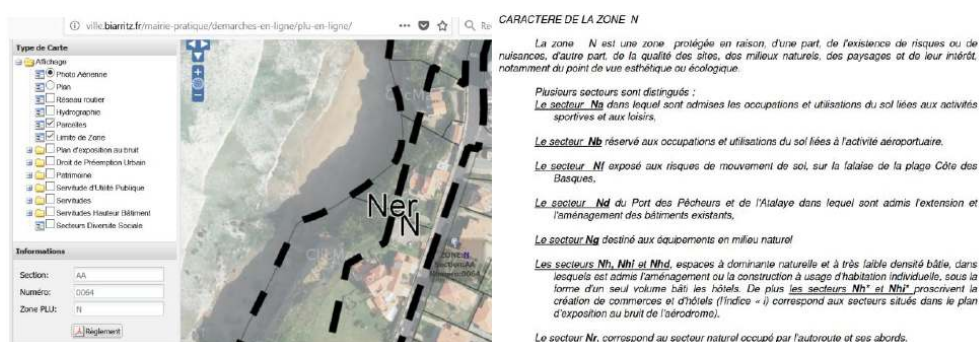 ville.biarritz.fr/mairie-pratique/demarches-en-ligne/plu-en-ligne/
Type de Carte
Affichage
Photo Aérienne
Plan
Réseau routier
Hydrographie
Parcelles
Limite de Zone
Plan d'exposition au bruit
Droit de Préemption Urbain
Patrimoine
Servitude d'Utilité Publique
Servitudes
Servitudes Hauteur Bâtiment
Secteurs Diversité Sociale
Informations
Section: AA
Numéro: 0064
Zone PLU: N
Règlement
Ner
N
CARACTERE DE LA ZONE N
La zone N est une zone protégée en raison, d'une part, de l'existence de risques ou de
nuisances, d'autre part, de la qualité des sites, des milieux naturels, des paysages et de leur intérêt,
notamment du point de vue esthétique ou écologique.
Plusieurs secteurs sont distingués :
Le secteur Na dans lequel sont admises les occupations et utilisations du sol liées aux activités
sportives et aux loisirs,
Le secteur Nb réservé aux occupations et utilisations du sol liées à l'activité aéroportuaire.
Le secteur Nf exposé aux risques de mouvement de sol, sur la falaise de la plage Côte des
Basques,
Le secteur Nd du Port des Pêcheurs et de l'Atalaye dans lequel sont admis l'extension et
l'aménagement des bâtiments existants,
Le secteur Ng destiné aux équipements en milieu naturel
Les secteurs Nh, Nhi et Nhd, espaces à dominante naturelle et à très faible densité bâtie, dans
lesquels est admis l'aménagement ou la construction à usage d'habitation individuelle, sous la
forme d'un seul volume bâti les hôtels. De plus les secteurs Nh* et Nhi* proscrivent la
création de commerces et d'hôtels (l'indice « i) correspond aux secteurs situés dans le plan
d'exposition au bruit de l'aérodrome).
Le secteur Nr, correspond au secteur naturel occupé par l'autoroute et ses abords.